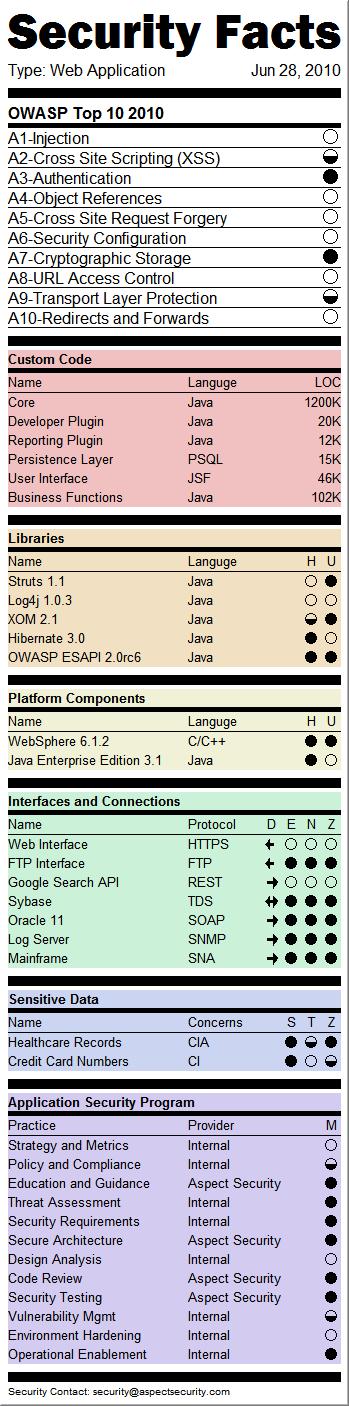 Security Facts
Type: Web Application Jun 28, 2010
OWASP Top 10 2010
A1-Injection
A2-Cross Site Scripting (XSS)
A3-Authentication
A4-Object References
A5-Cross Site Request Forgery
A6-Security Configuration
A7-Cryptographic Storage
A8-URL Access Control
A9-Transport Layer Protection
A10-Redirects and Forwards
Custom Code
Name Languge LOC
Core Java 1200K
Developer Plugin Java 20K
Reporting Plugin Java 12K
Persistence Layer PSQL 15K
User Interface JSF 46K
Business Functions Java 102K
Libraries
Name Languge H U
Struts 1.1 Java
Log4j 1.0.3 Java
XOM 2.1 Java
Hibernate 3.0 Java
OWASP ESAPI 2.0rc6 Java
Platform Components
Name Languge H U
WebSphere 6.1.2 C/C++
Java Enterprise Edition 3.1 Java
Interfaces and Connections
Name Protocol D E N Z
Web Interface HTTPS
FTP Interface FTP
Google Search API REST
Sybase TDS
Oracle 11 SOAP
Log Server SNMP
Mainframe SNA
Sensitive Data
Name Concerns S T Z
Healthcare Records CIA
Credit Card Numbers CI
Application Security Program
Practice Provider M
Strategy and Metrics Internal
Policy and Compliance Internal
Education and Guidance Aspect Security
Threat Assessment Internal
Security Requirements Internal
Secure Architecture Aspect Security
Design Analysis Internal
Code Review Aspect Security
Security Testing Aspect Security
Vulnerability Mgmt Internal
Environment Hardening Internal
Operational Enablement Internal
Security Contact: security@aspectsecurity.com